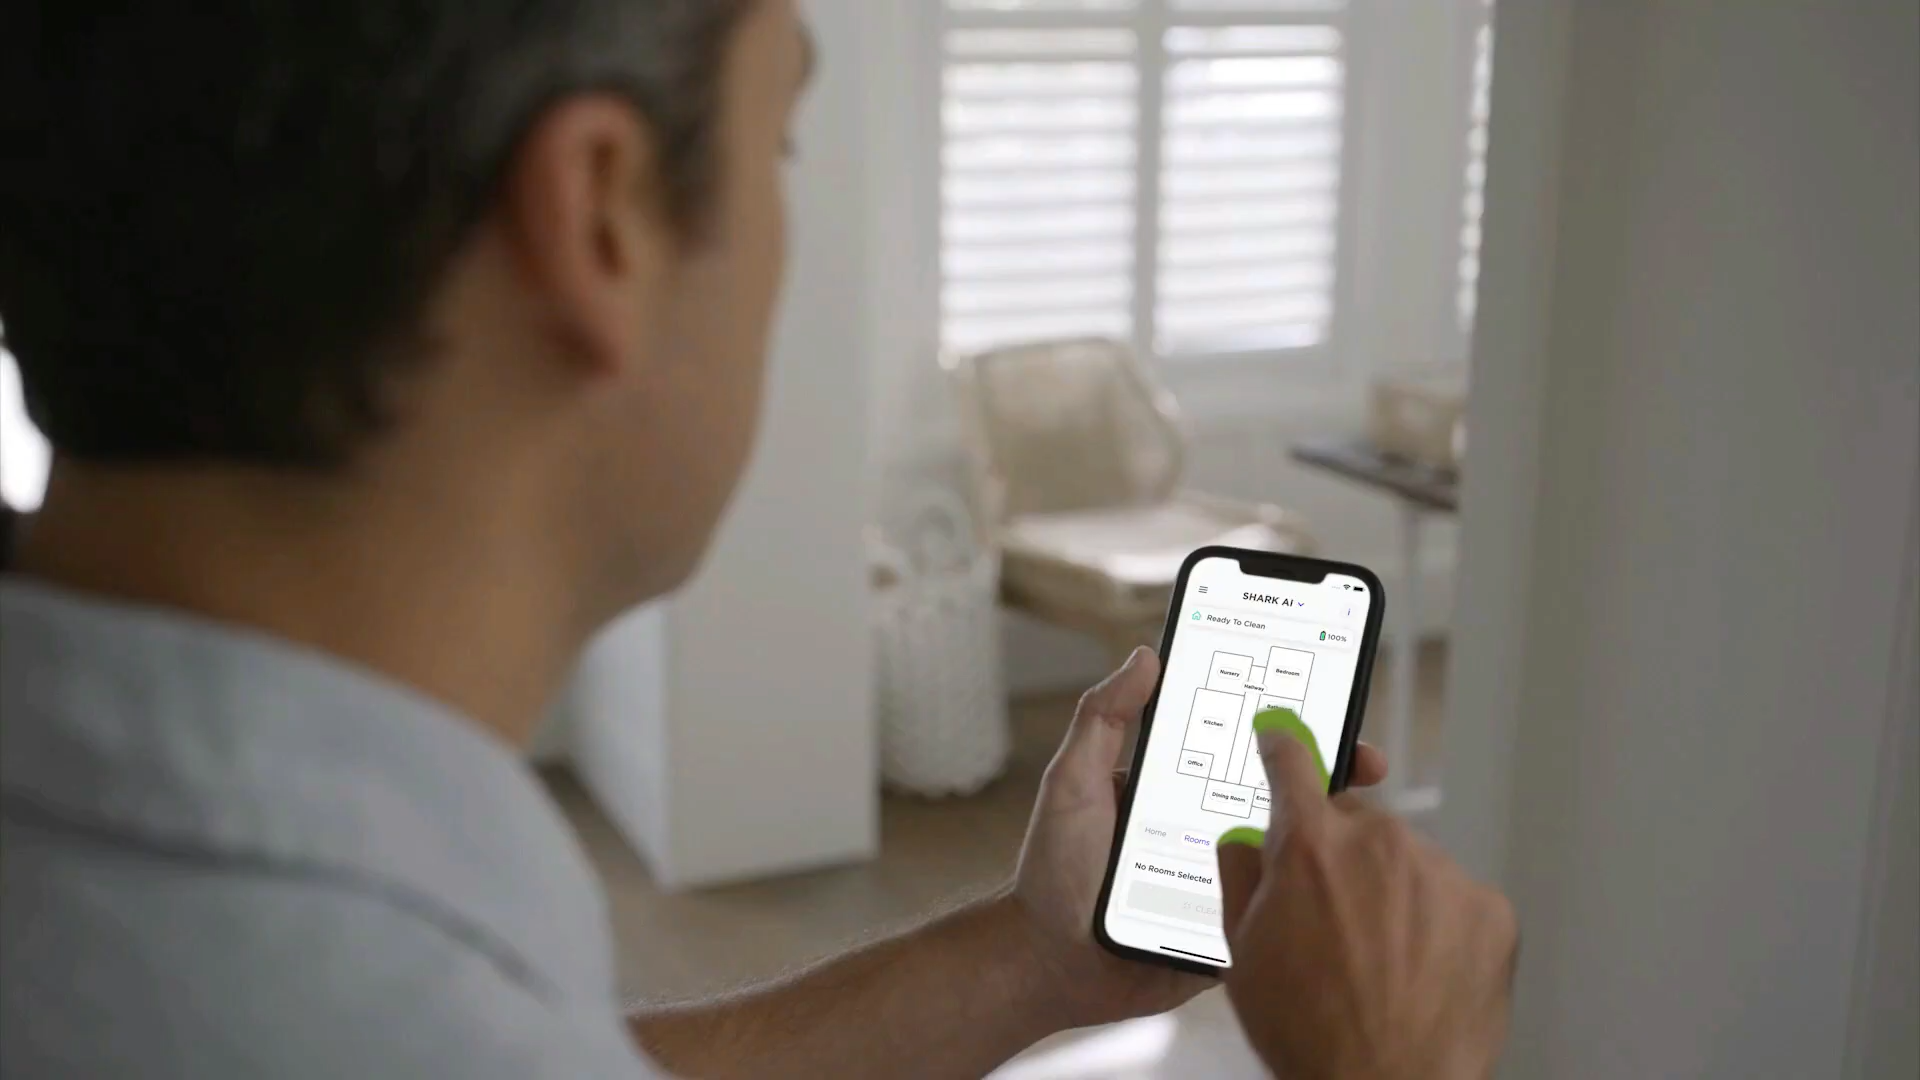 SHARK AI
Ready To Clean
100%
Nursery
Bedroom
Hallway
Bathroom
Kitchen
Office
Dining Room
Entry
Home
Rooms
No Rooms Selected